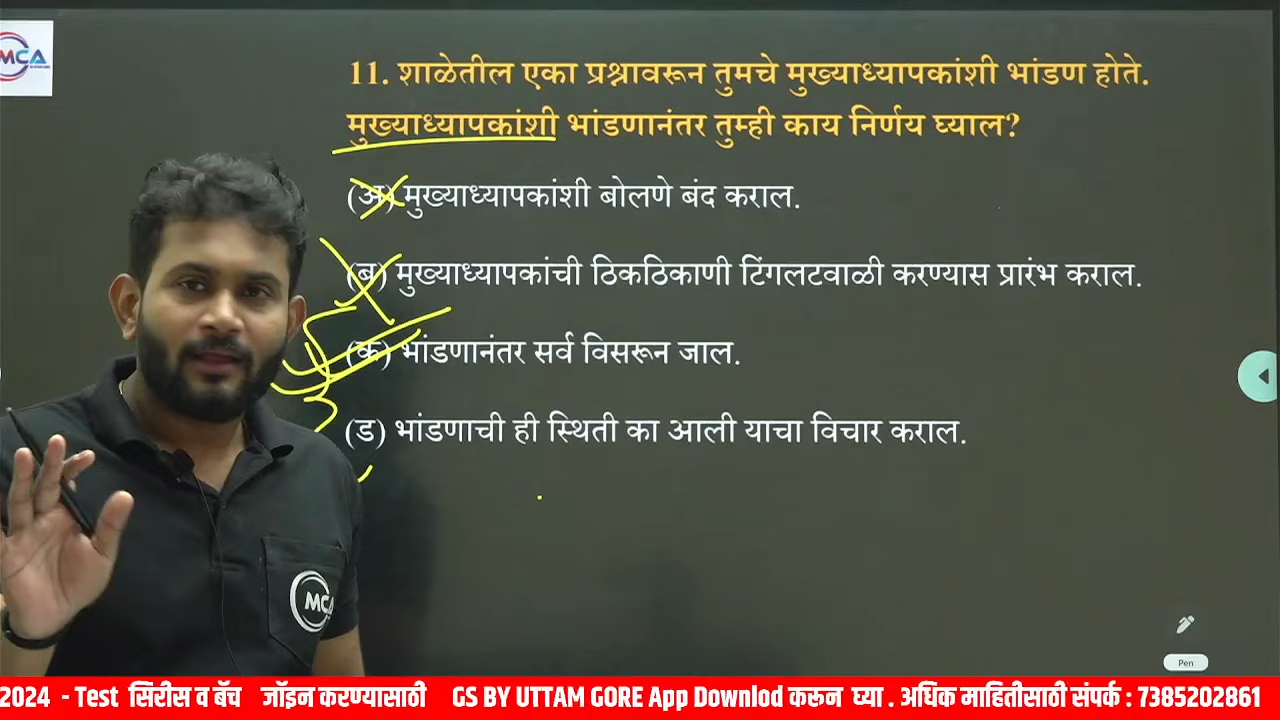 MCA
11. शाळेतील एका प्रश्नावरून तुमचे मुख्याध्यापकांशी भांडण होते.
मुख्याध्यापकांशी भांडणानंतर तुम्ही काय निर्णय घ्याल?
(अ) मुख्याध्यापकांशी बोलणे बंद कराल.
(ब) मुख्याध्यापकांची ठिकठिकाणी टिंगलटवाळी करण्यास प्रारंभ कराल.
(क) भांडणानंतर सर्व विसरून जाल.
(ड) भांडणाची ही स्थिती का आली याचा विचार कराल.
MCA
Pen
2024 - Test सिरीस व बॅच जॉइन करण्यासाठी GS BY UTTAM GORE App Downlod करून घ्या . अधिक माहितीसाठी संपर्क : 7385202861